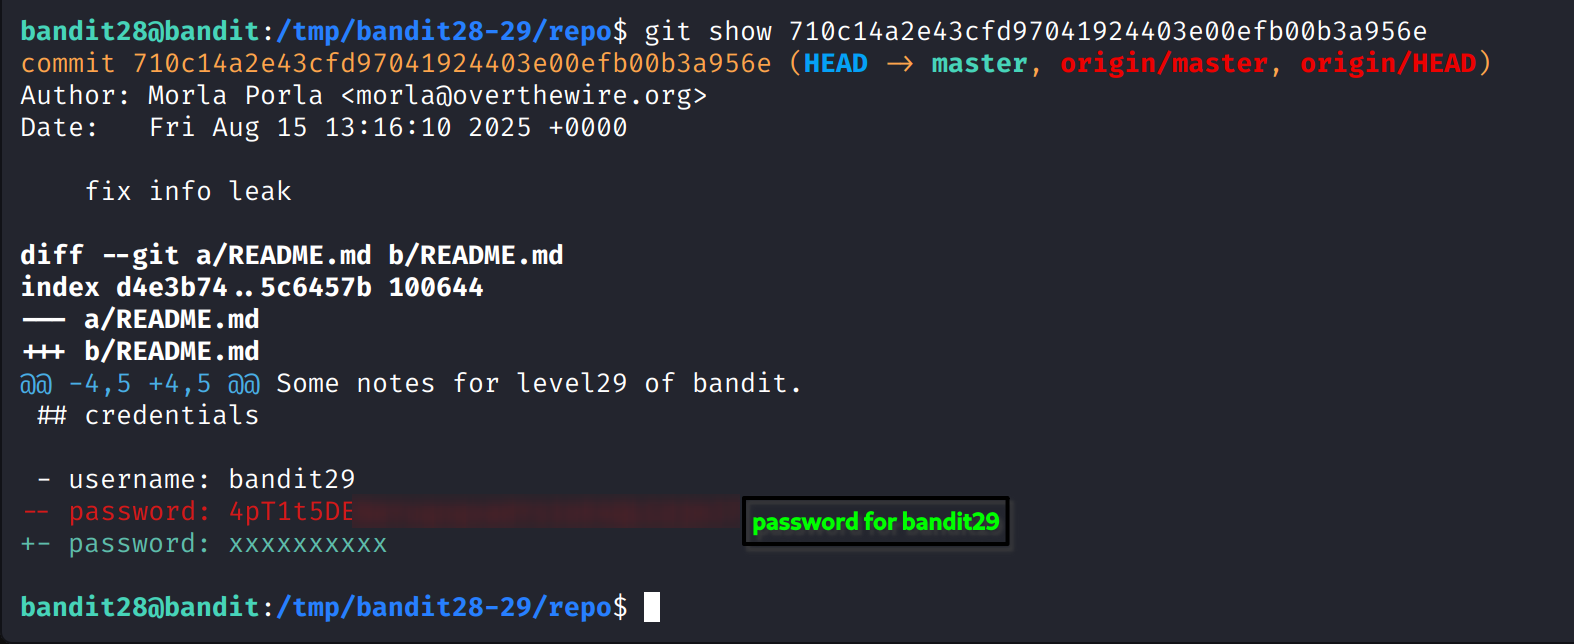 bandit28@bandit:/tmp/bandit28-29/repo$ git show 710c14a2e43cfd97041924403e00efb00b3a956e
commit 710c14a2e43cfd97041924403e00efb00b3a956e (HEAD -> master, origin/master, origin/HEAD)
Author: Morla Porla <morla@overthewire.org>
Date:   Fri Aug 15 13:16:10 2025 +0000
    fix info leak
diff --git a/README.md b/README.md
index d4e3b74..5c6457b 100644
--- a/README.md
+++ b/README.md
@@ -4,5 +4,5 @@ Some notes for level29 of bandit.
 ## credentials
 - username: bandit29
-- password: 4pT1t5DE
password for bandit29
+- password: xxxxxxxxxx
bandit28@bandit:/tmp/bandit28-29/repo$